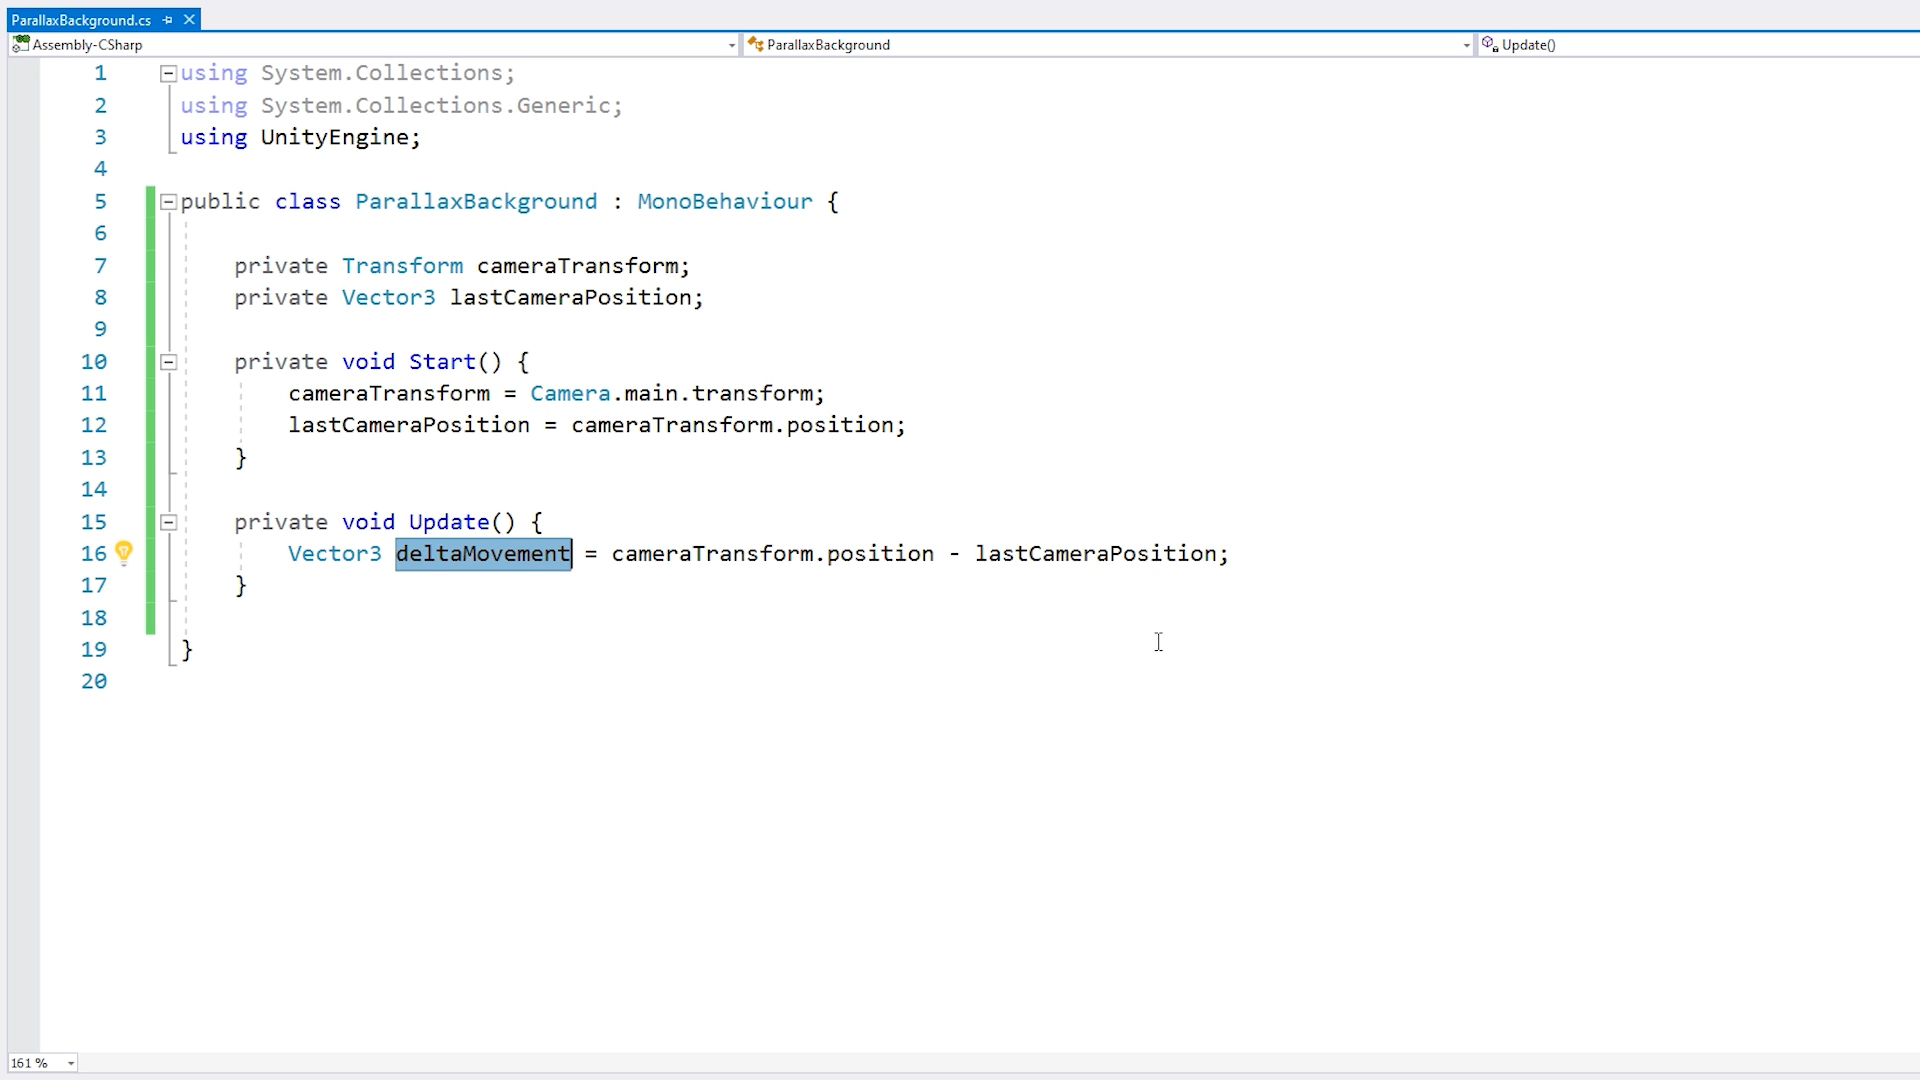 ParallaxBackground.cs
Assembly-CSharp ParallaxBackground Update()
1 using System.Collections;
2 using System.Collections.Generic;
3 using UnityEngine;
4
5 public class ParallaxBackground : MonoBehaviour {
6
7 private Transform cameraTransform;
8 private Vector3 lastCameraPosition;
9
10 private void Start() {
11 cameraTransform = Camera.main.transform;
12 lastCameraPosition = cameraTransform.position;
13 }
14
15 private void Update() {
16 Vector3 deltaMovement = cameraTransform.position - lastCameraPosition;
17 }
18
19 }
20
161 %